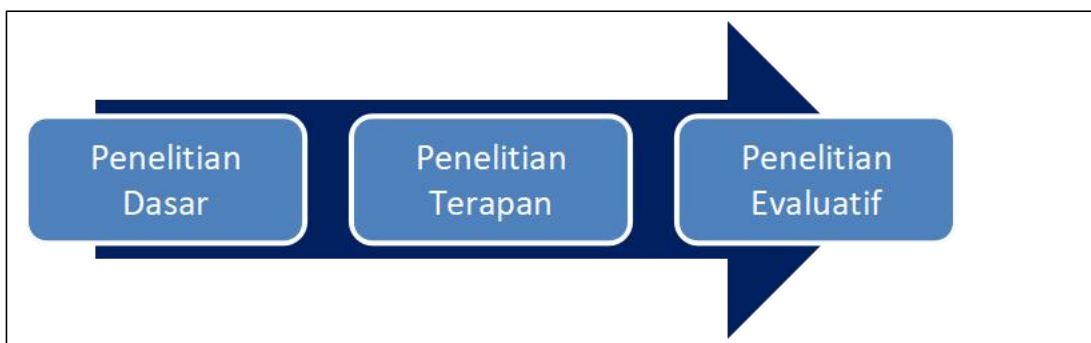 Penelitian
Dasar
Penelitian
Terapan
Penelitian
Evaluatif